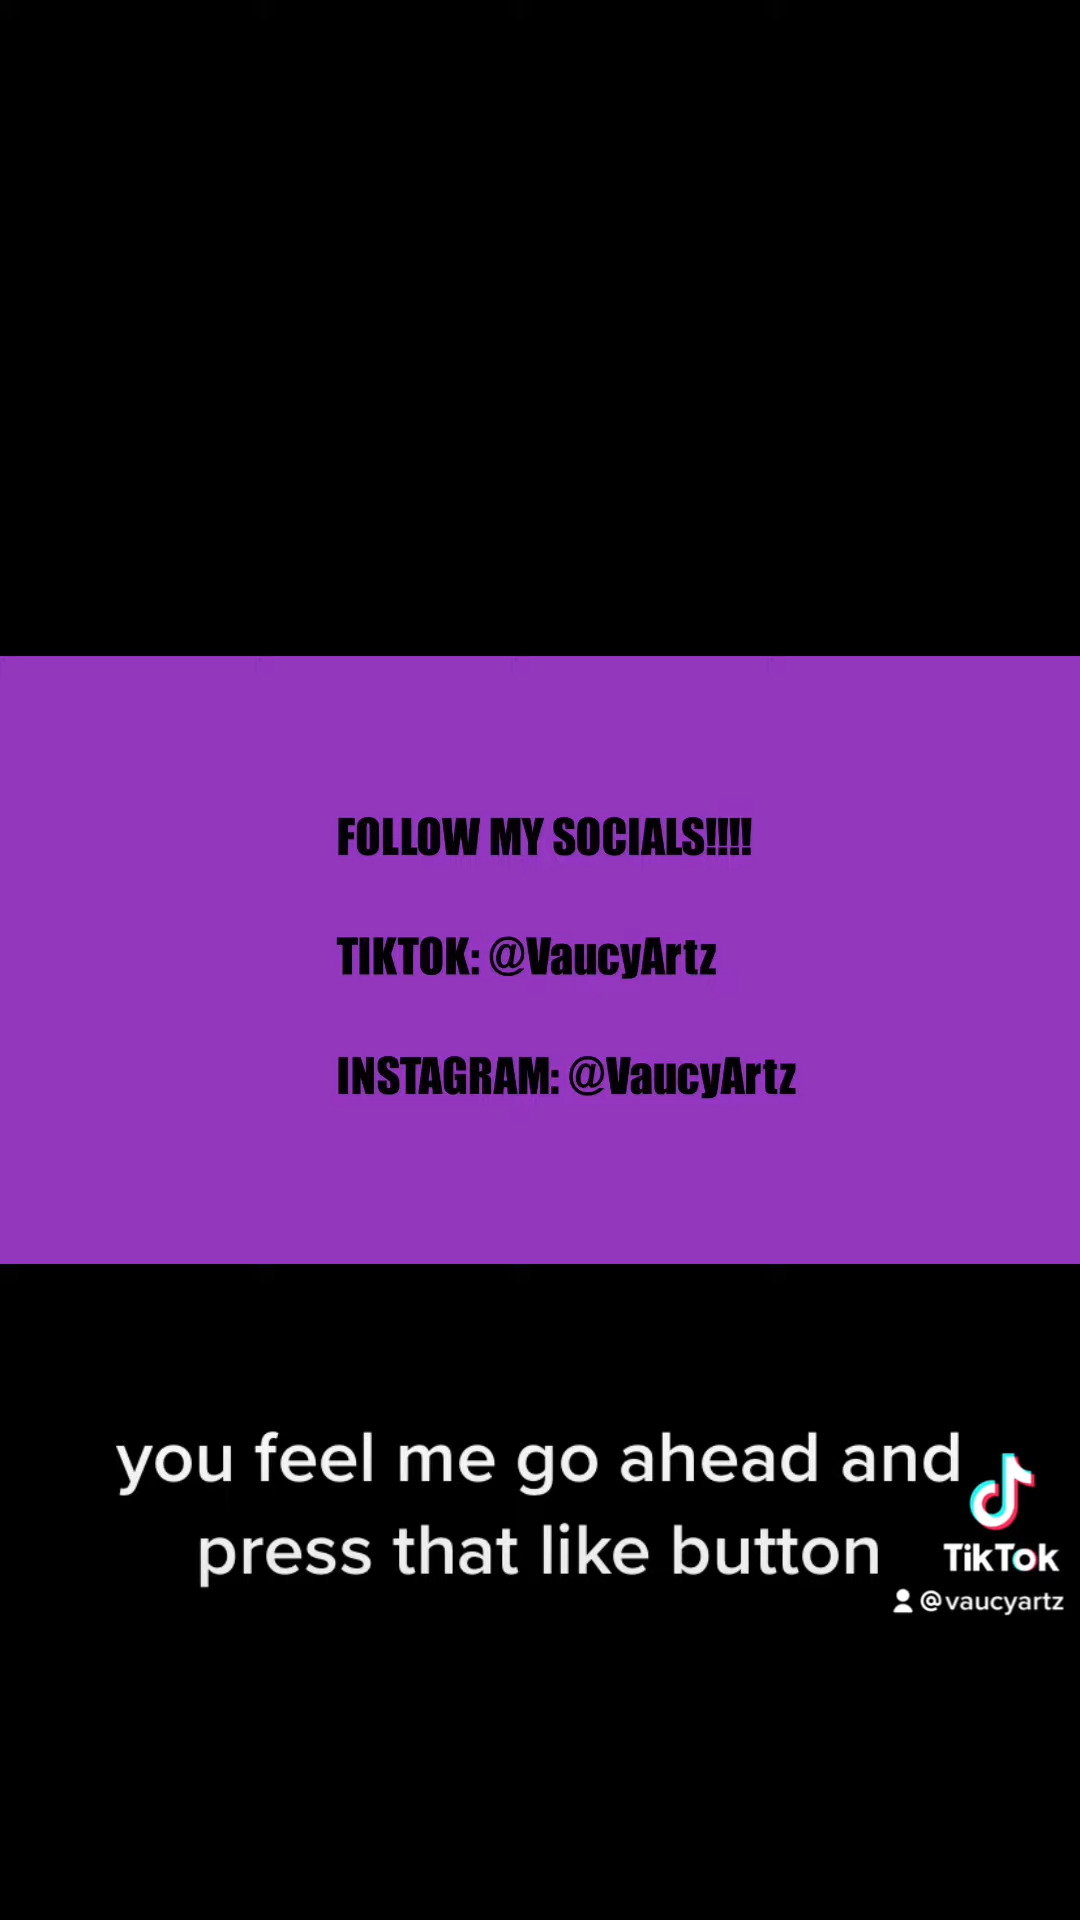 FOLLOW MY SOCIALS!!!!
TIKTOK: @VaucyArtz
INSTAGRAM: @VaucyArtz
you feel me go ahead and
press that like button
TikTok
@vaucyartz